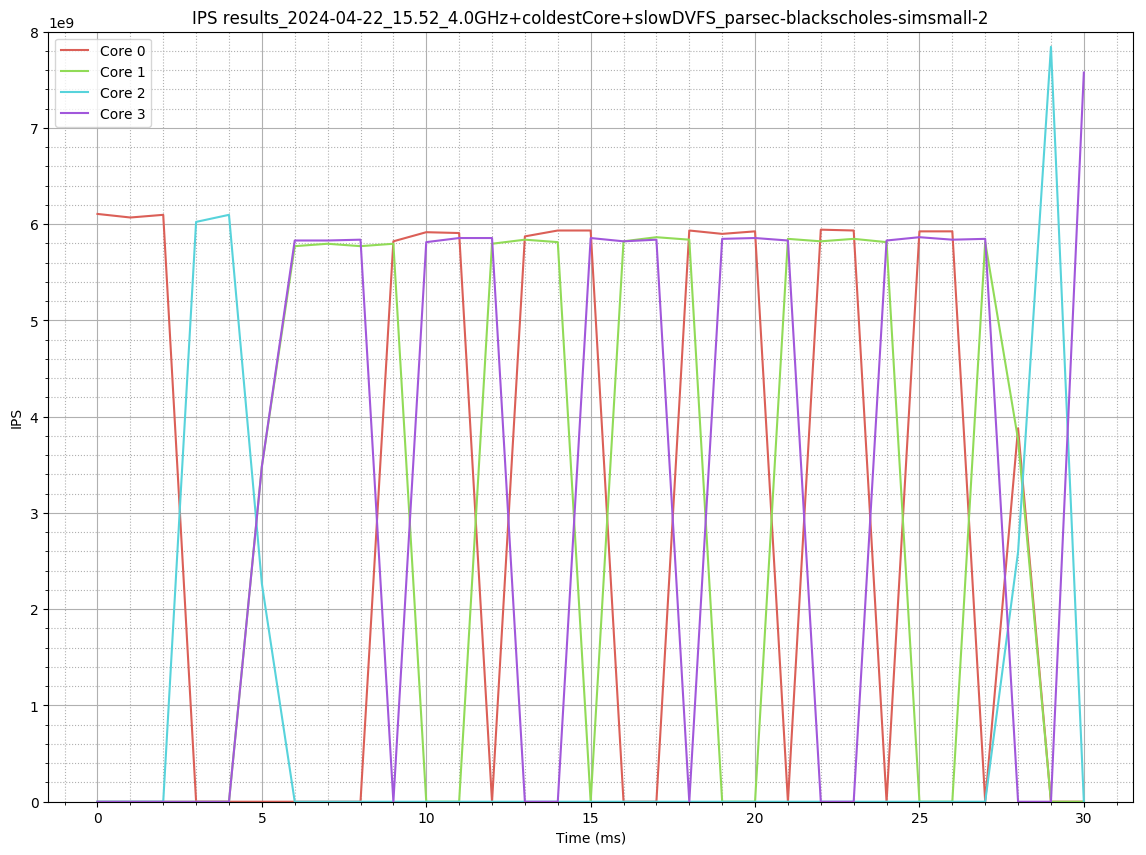 IPS results_2024-04-22_15.52_4.0GHz+coldestCore+slowDVFS_parsec-blackscholes-simsmall-2
1e9
8
7
6
5
4
3
2
1
0
IPS
Core 0
Core 1
Core 2
Core 3
0 5 10 15 20 25 30
Time (ms)